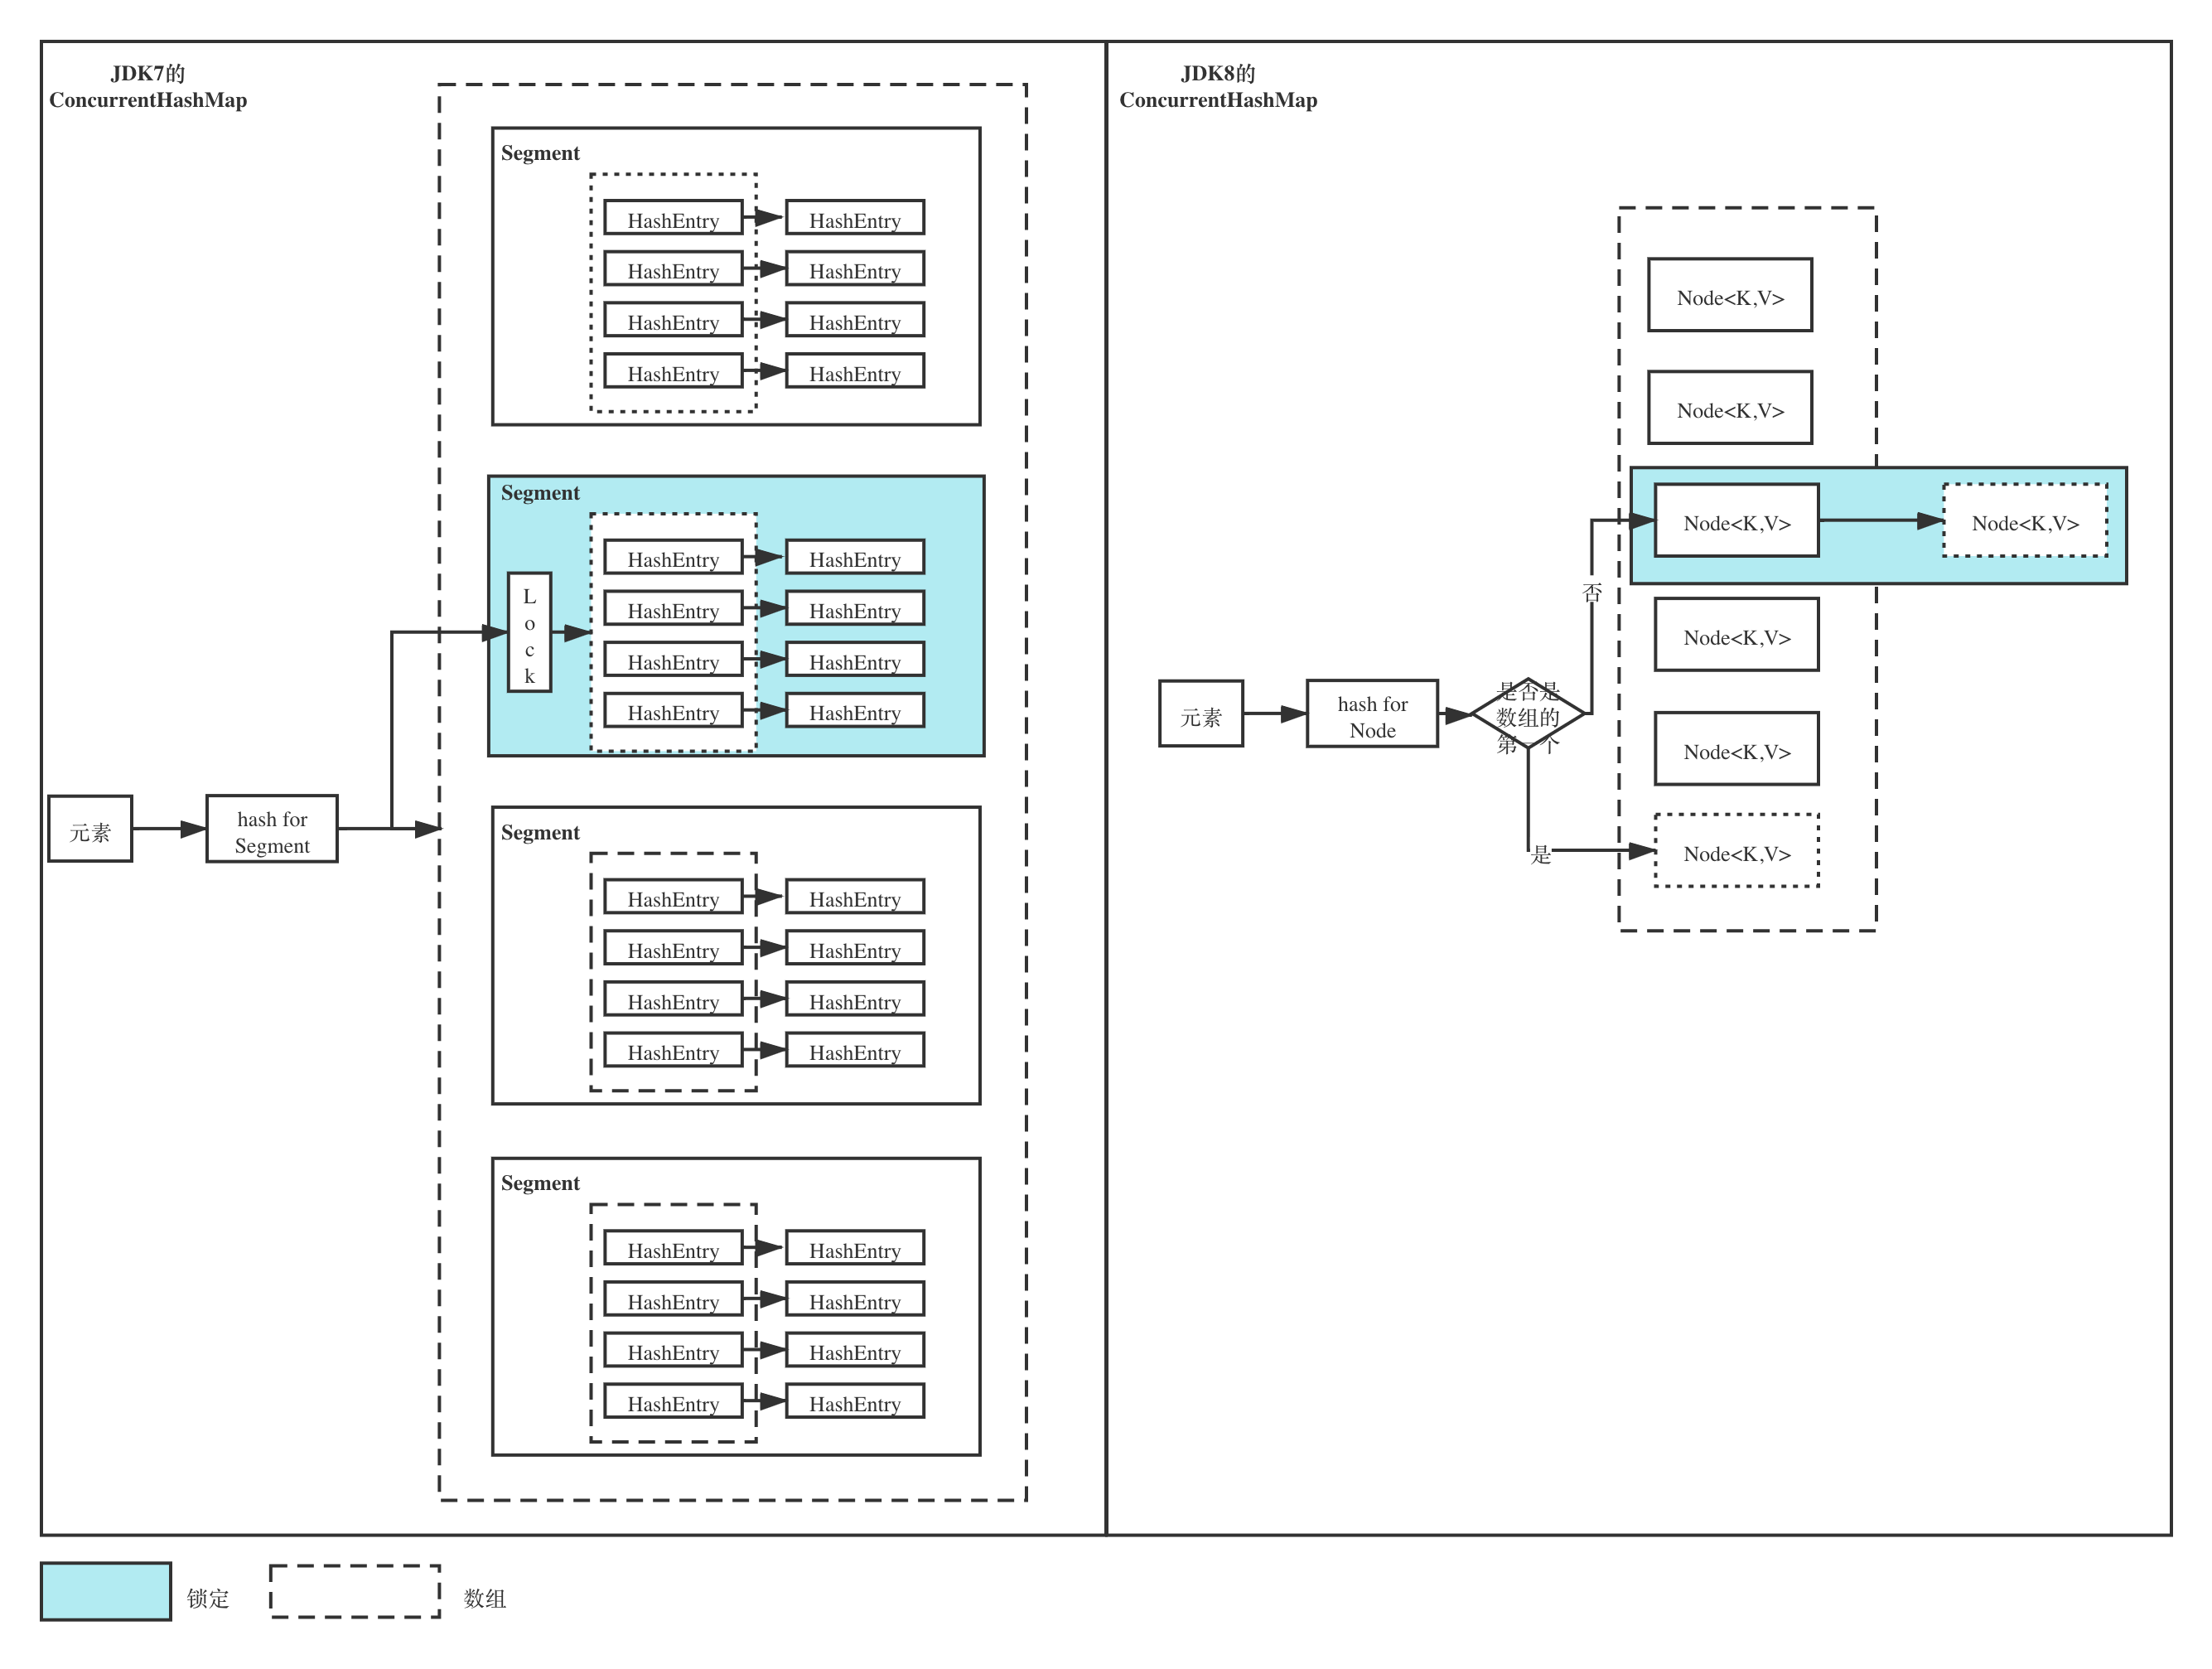 JDK7的
ConcurrentHashMap
Segment
HashEntry HashEntry
HashEntry HashEntry
HashEntry HashEntry
HashEntry HashEntry
Segment
L
o
c
k
HashEntry HashEntry
HashEntry HashEntry
HashEntry HashEntry
HashEntry HashEntry
元素
hash for
Segment
Segment
HashEntry HashEntry
HashEntry HashEntry
HashEntry HashEntry
HashEntry HashEntry
Segment
HashEntry HashEntry
HashEntry HashEntry
HashEntry HashEntry
HashEntry HashEntry
JDK8的
ConcurrentHashMap
Node<K,V>
Node<K,V>
Node<K,V> Node<K,V>
否
Node<K,V>
元素
hash for
Node
是否是
数组的
第一个
Node<K,V>
是
Node<K,V>
锁定
数组